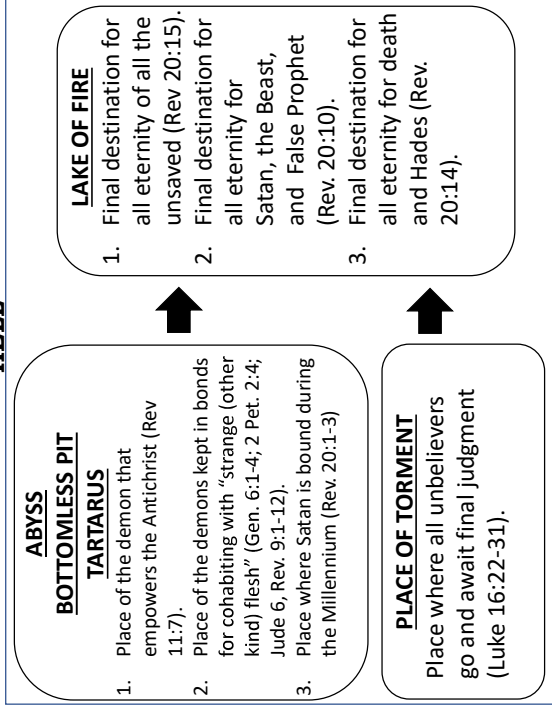 HELL
ABYSS
BOTTOMLESS PIT
TARTARUS
1. Place of the demon that
empowers the Antichrist (Rev
11:7).
2. Place of the demons kept in bonds
for cohabiting with “strange (other
kind) flesh” (Gen. 6:1-4; 2 Pet. 2:4;
Jude 6, Rev. 9:1-12).
3. Place where Satan is bound during
the Millennium (Rev. 20:1-3)
PLACE OF TORMENT
Place where all unbelievers
go and await final judgment
(Luke 16:22-31).
LAKE OF FIRE
1. Final destination for
all eternity of all the
unsaved (Rev 20:15).
2. Final destination for
all eternity for
Satan, the Beast,
and False Prophet
(Rev. 20:10).
3. Final destination for
all eternity for death
and Hades (Rev.
20:14).